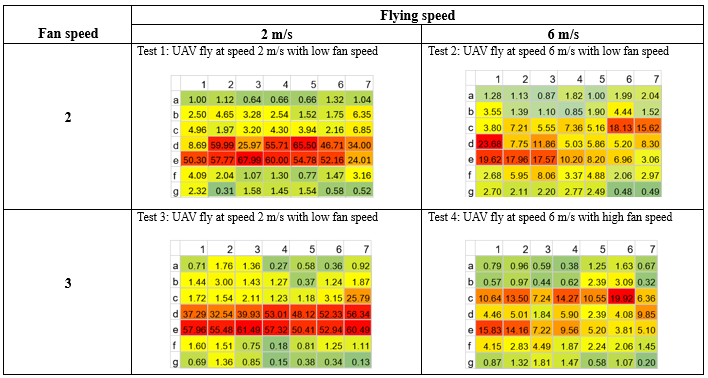 Fan speed
Flying speed
2 m/s
6 m/s
2
Test 1: UAV fly at speed 2 m/s with low fan speed
1 2 3 4 5 6 7
a 1.00 1.12 0.64 0.66 0.66 1.32 1.04
b 2.50 4.65 3.28 2.54 1.52 1.75 6.35
c 4.96 1.97 3.20 4.30 3.94 2.16 6.85
d 8.69 59.99 25.97 55.71 65.50 46.71 34.00
e 50.30 57.77 67.99 60.00 54.78 52.16 24.01
f 4.09 2.04 1.07 1.30 0.77 1.47 3.16
g 2.32 0.31 1.58 1.45 1.54 0.58 0.52
Test 2: UAV fly at speed 6 m/s with low fan speed
1 2 3 4 5 6 7
a 1.28 1.13 0.87 1.82 1.00 1.99 2.04
b 3.55 1.39 1.10 0.85 1.90 4.44 1.52
c 3.80 7.21 5.55 7.36 5.16 18.13 15.62
d 23.68 7.75 11.86 5.03 5.86 5.20 8.30
e 19.62 17.96 17.57 10.20 8.20 6.96 3.06
f 2.68 5.95 8.06 3.37 4.88 2.06 2.97
g 2.70 2.11 2.20 2.77 2.49 0.48 0.49
3
Test 3: UAV fly at speed 2 m/s with low fan speed
1 2 3 4 5 6 7
a 0.71 1.76 1.36 0.27 0.58 0.36 0.92
b 1.44 3.00 1.43 1.27 0.37 1.24 1.87
c 1.72 1.54 2.11 1.23 1.18 3.15 25.79
d 37.29 32.54 39.93 53.01 48.12 52.33 56.34
e 57.96 55.48 61.49 57.32 50.41 52.94 60.49
f 1.60 1.51 0.75 0.18 0.81 1.25 1.11
g 0.69 1.36 0.85 0.15 0.38 0.34 0.13
Test 4: UAV fly at speed 6 m/s with high fan speed
1 2 3 4 5 6 7
a 0.79 0.96 0.59 0.38 1.25 1.63 0.67
b 0.57 0.97 0.44 0.62 2.39 3.09 0.32
c 10.64 13.50 7.24 14.27 10.55 19.92 6.36
d 4.46 5.01 1.84 5.90 2.39 4.08 9.85
e 15.83 14.16 7.22 9.56 5.20 3.81 5.10
f 4.15 2.83 4.49 1.87 2.24 2.06 1.45
g 0.87 1.32 1.81 1.47 0.58 1.07 0.20